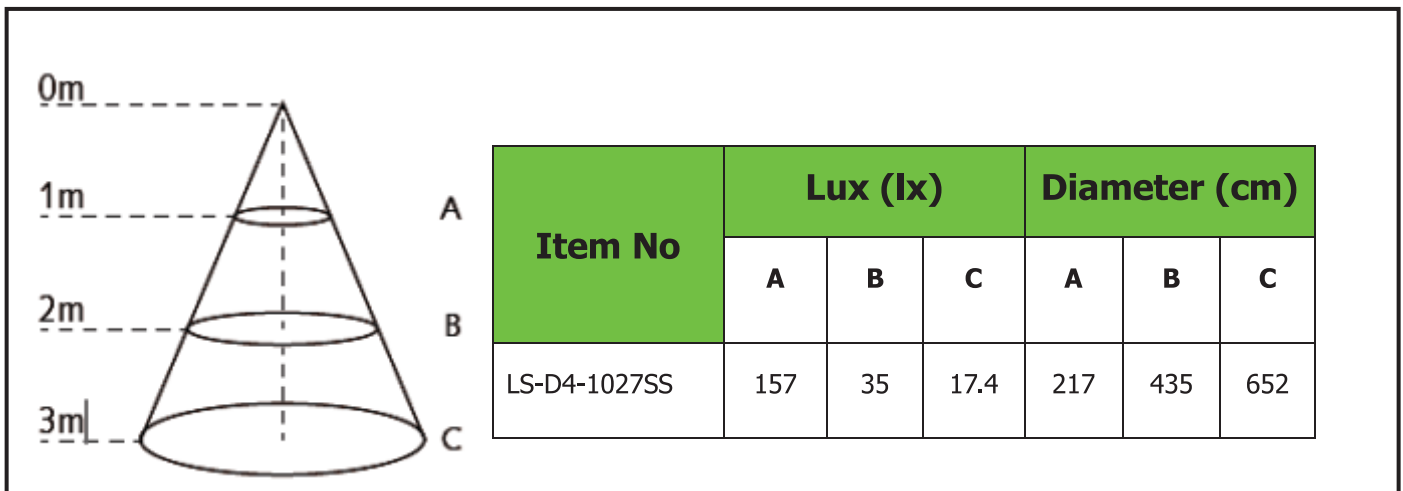 0m
1m
A
2m
B
3m
C
Item No
Lux (lx)
Diameter (cm)
A B C A B C
LS-D4-1027SS 157 35 17.4 217 435 652